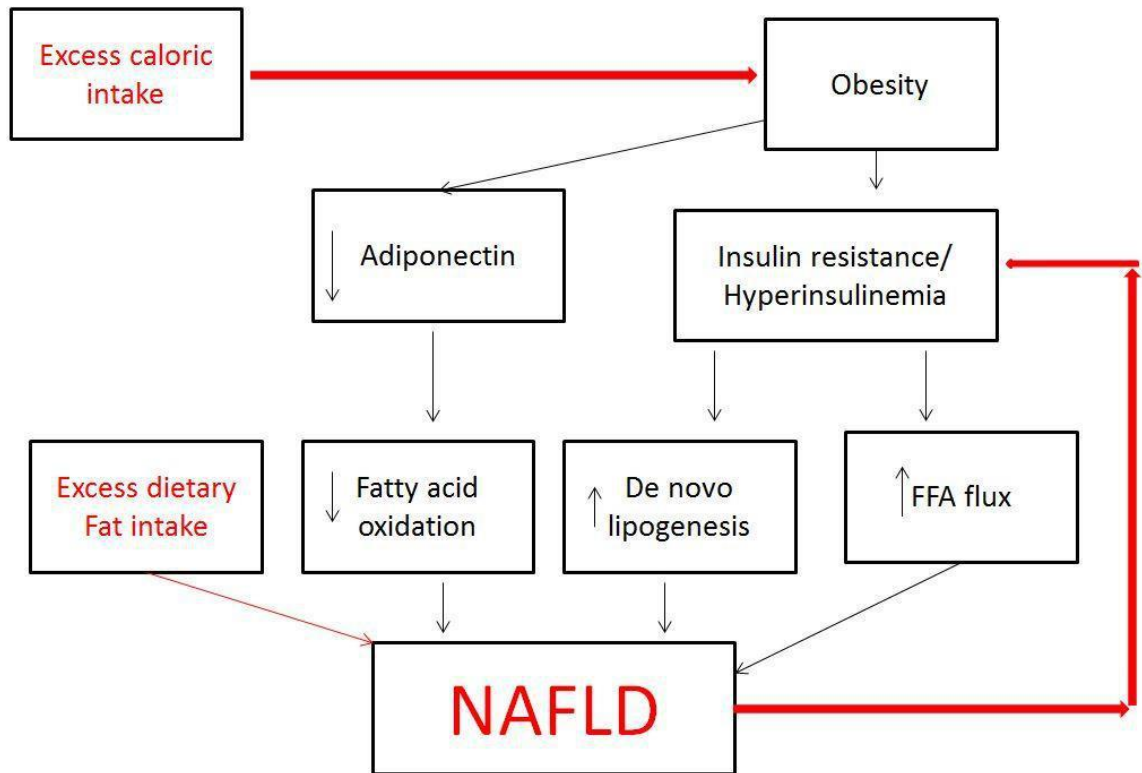 Excess caloric
intake
Obesity
Adiponectin
Insulin resistance/
Hyperinsulinemia
Excess dietary
Fat intake
Fatty acid
oxidation
De novo
lipogenesis
FFA flux
NAFLD